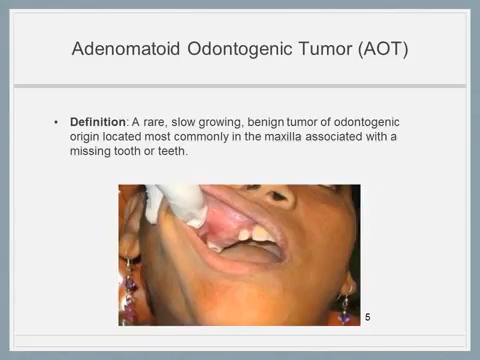 Adenomatoid Odontogenic Tumor (AOT)
• Definition: A rare, slow growing, benign tumor of odontogenic
origin located most commonly in the maxilla associated with a
missing tooth or teeth.
5